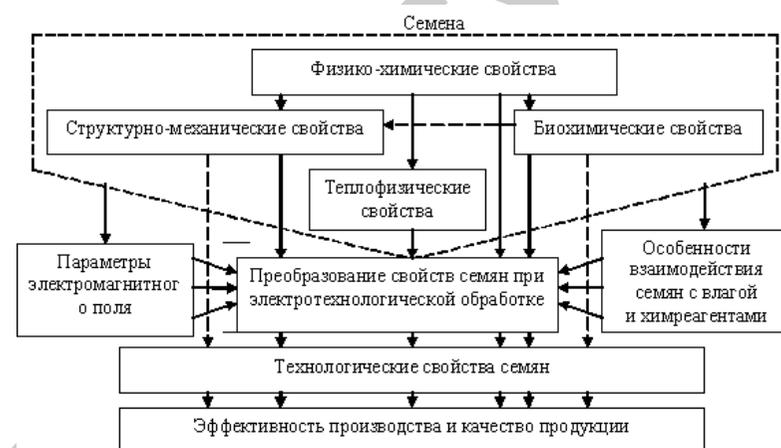 Семена
Физико-химические свойства
Структурно-механические свойства
Биохимические свойства
Теплофизические
свойства
Параметры
электромагнитног
о поля
Преобразование свойств семян при
электротехнологической обработке
Особенности
взаимодействия
семян с влагой
и химреагентами
Технологические свойства семян
Эффективность производства и качество продукции